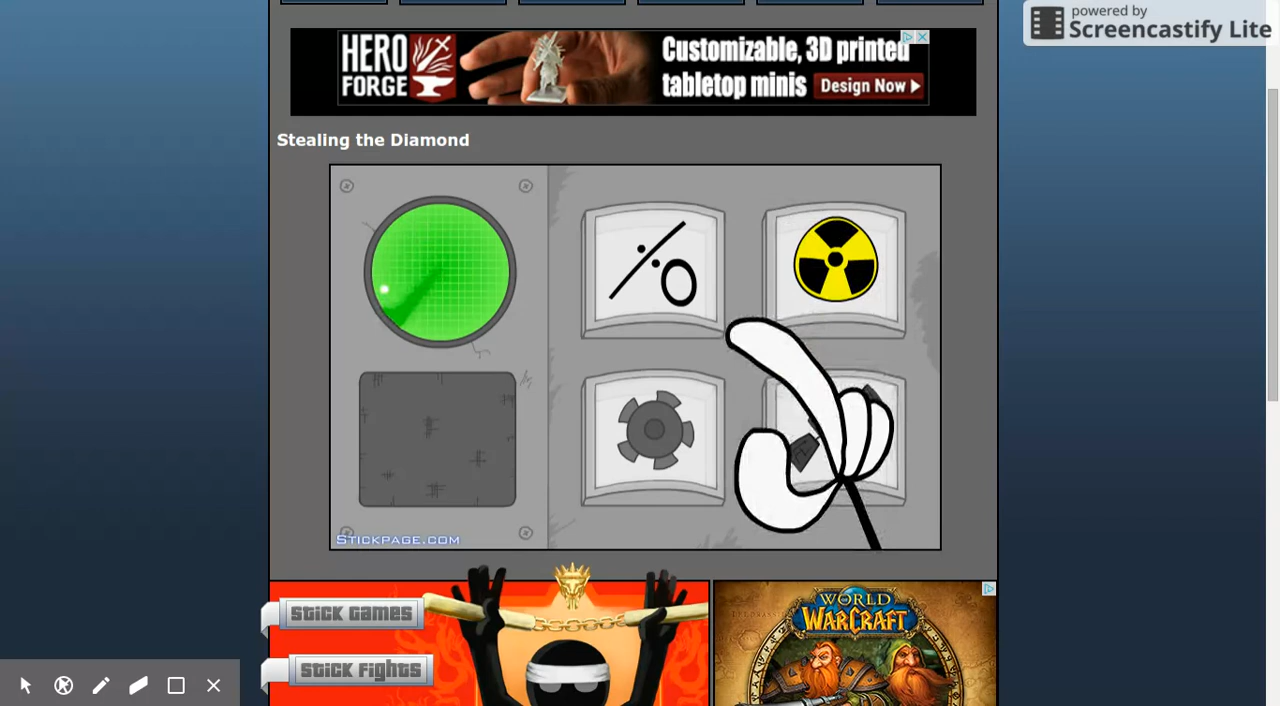 powered by
Screencastify Lite
HERO
FORGE
Customizable, 3D printed
tabletop minis
Design Now
Stealing the Diamond
STICKPAGE.COM
STICK GAMES
STICK FIGHTS
WORLD
WARCRAFT